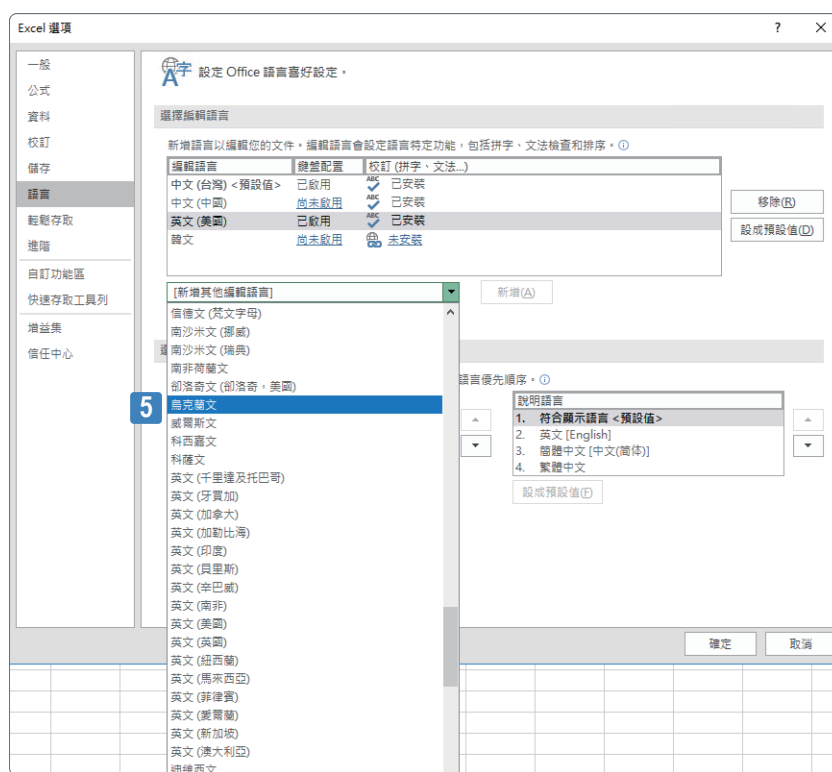 Excel 選項
? ×
一般
公式
資料
校訂
儲存
語言
輕鬆存取
進階
自訂功能區
快速存取工具列
增益集
信任中心
設定 Office 語言喜好設定。
選擇編輯語言
新增語言以編輯您的文件。編輯語言會設定語言特定功能，包括拼字、文法檢查和排序。
編輯語言 鍵盤配置 校訂 (拼字、文法...)
中文 (台灣) <預設值> 已啟用 已安裝
中文 (中國) 尚未啟用 已安裝
英文 (美國) 已啟用 已安裝
韓文 尚未啟用 未安裝
移除(R)
設成預設值(D)
[新增其他編輯語言] 新增(A)
信德文 (梵文字母)
南沙米文 (挪威)
南沙米文 (瑞典)
南非荷蘭文
卻洛奇文 (卻洛奇，美國)
5 烏克蘭文
威爾斯文
科西嘉文
科薩文
英文 (千里達及托巴哥)
英文 (牙買加)
英文 (加拿大)
英文 (加勒比海)
英文 (印度)
英文 (貝里斯)
英文 (辛巴威)
英文 (南非)
英文 (美國)
英文 (英國)
英文 (紐西蘭)
英文 (馬來西亞)
英文 (菲律賓)
英文 (愛爾蘭)
英文 (新加坡)
英文 (澳大利亞)
迪維西文
語言優先順序。
說明語言
1. 符合顯示語言 <預設值>
2. 英文 [English]
3. 簡體中文 [中文(简体)]
4. 繁體中文
設成預設值(F)
確定 取消